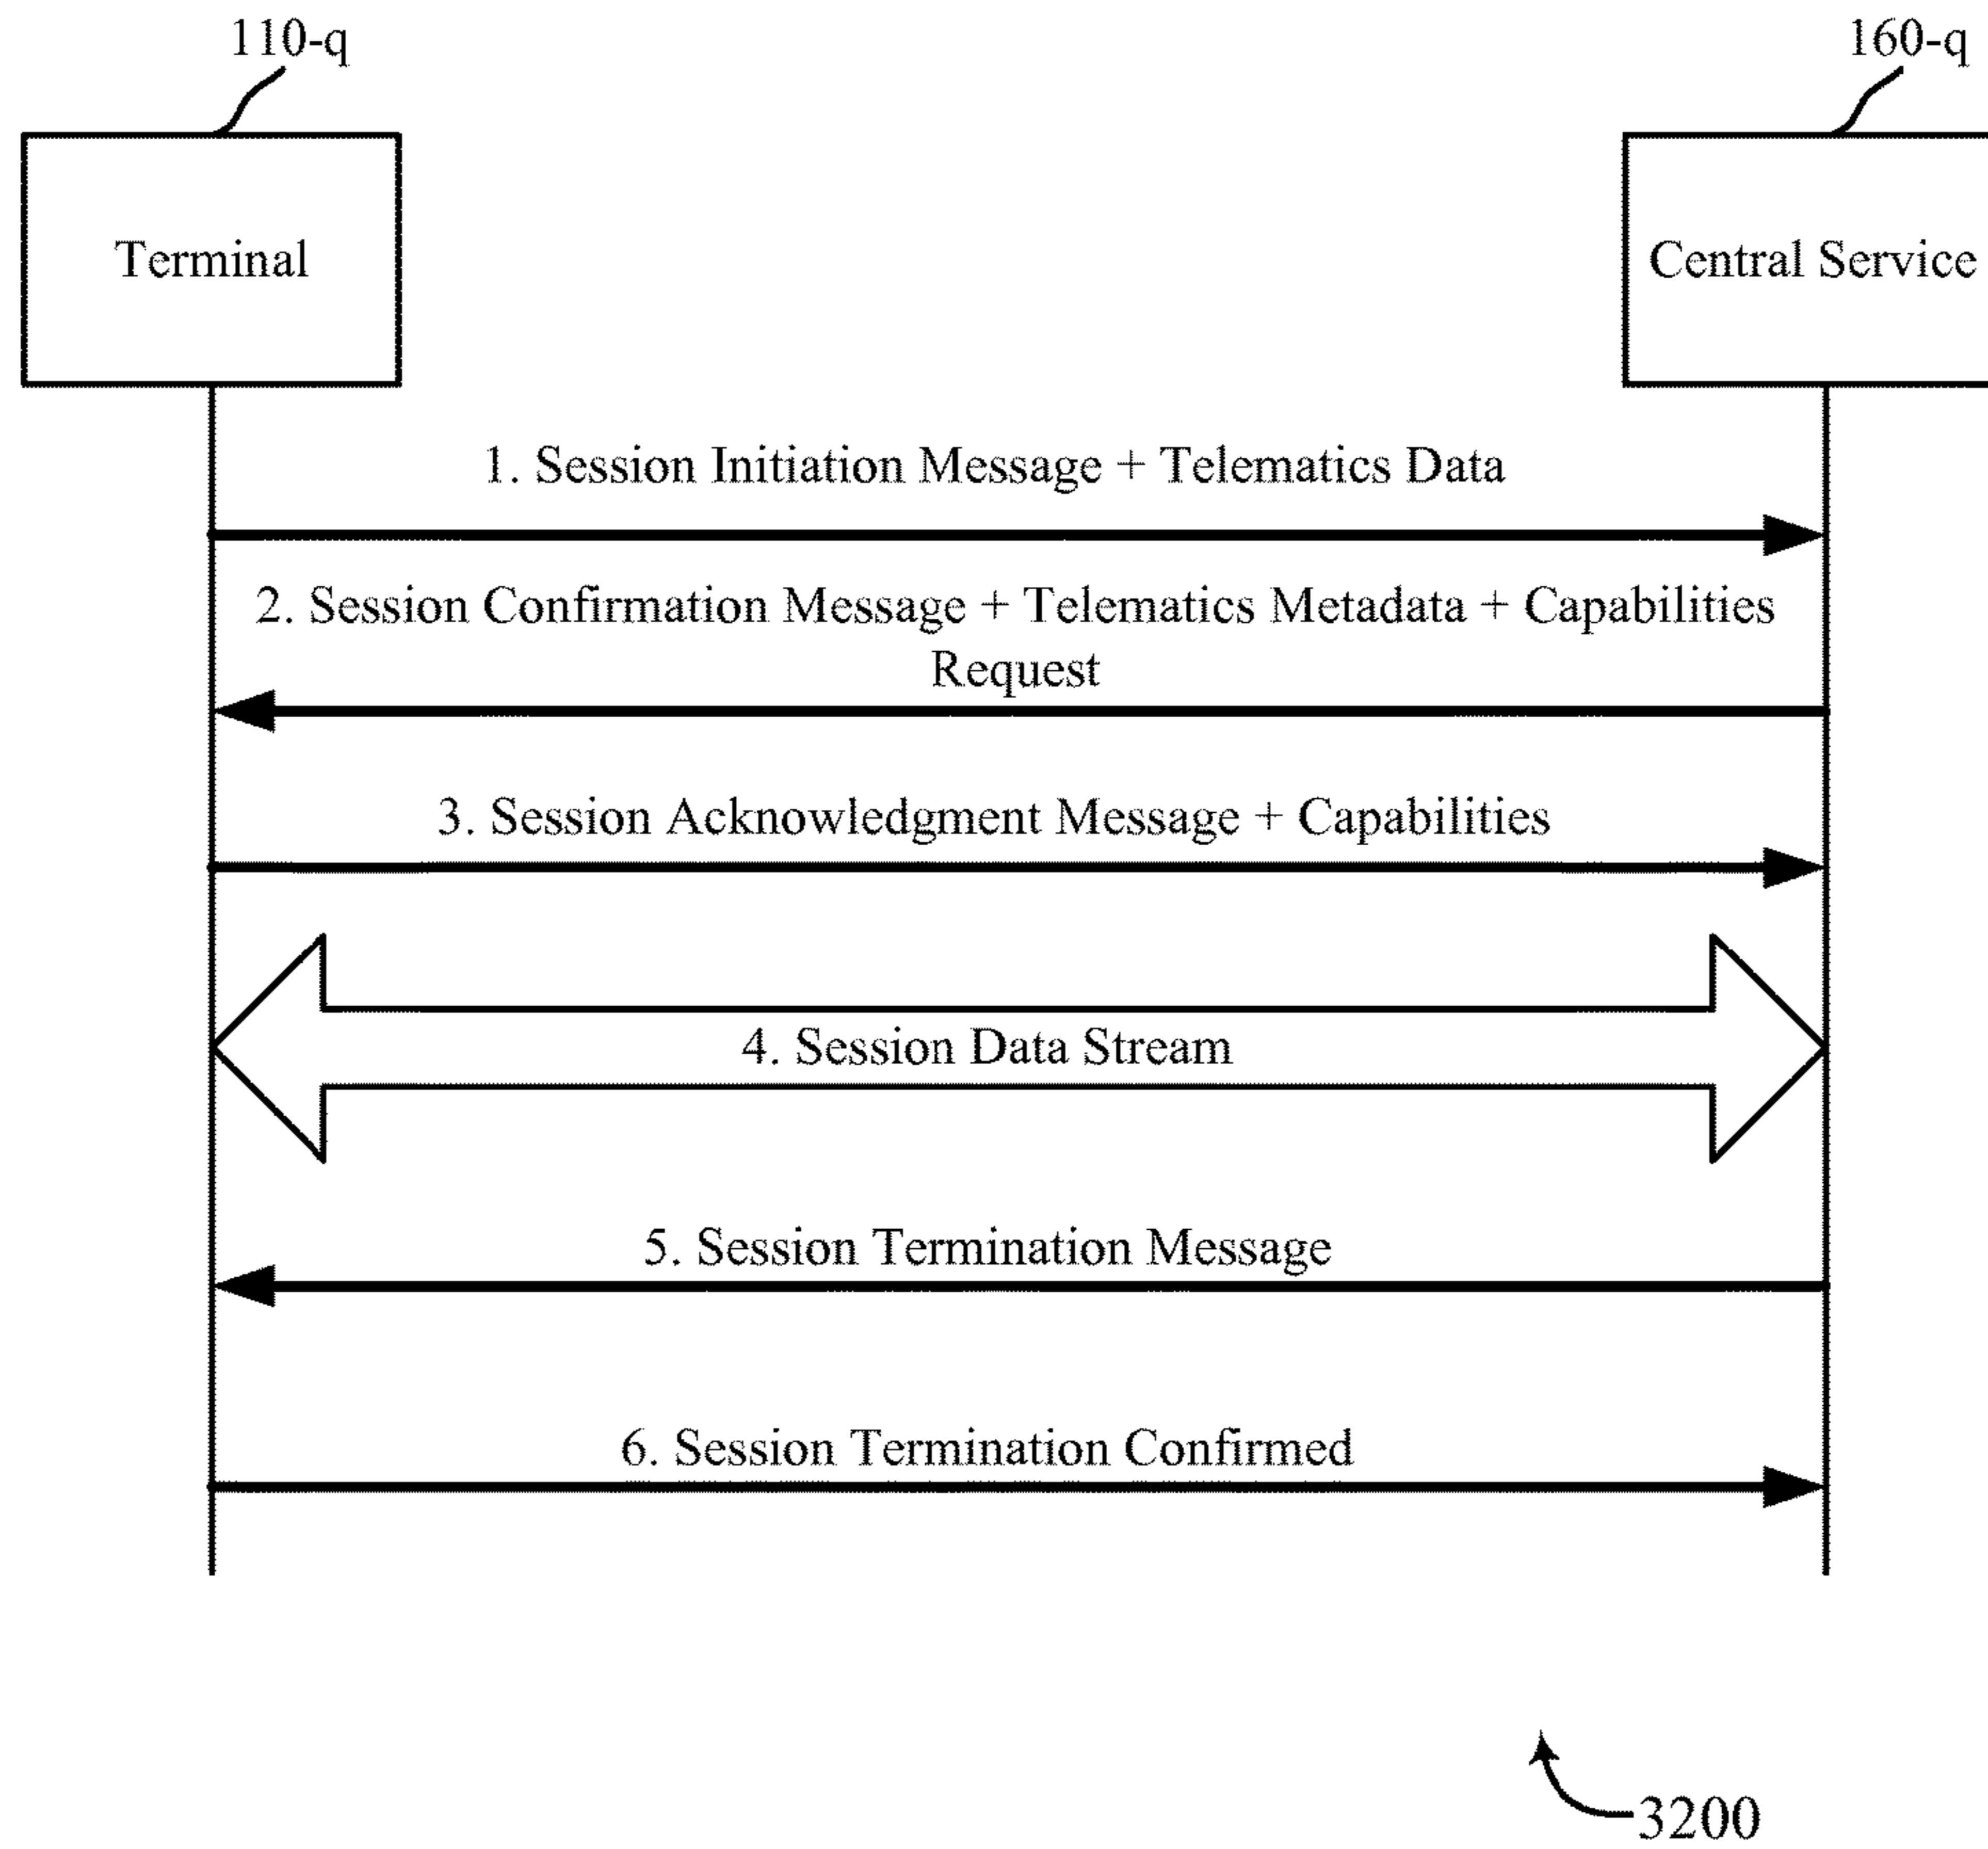 110-q
160-q
Terminal
Central Service
1. Session Initiation Message + Telematics Data
2. Session Confirmation Message + Telematics Metadata + Capabilities
Request
3. Session Acknowledgment Message + Capabilities
4. Session Data Stream
5. Session Termination Message
6. Session Termination Confirmed
3200